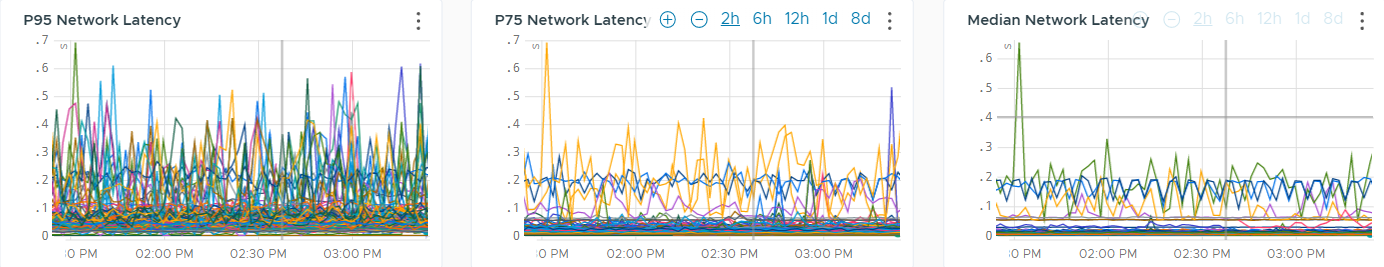 P95 Network Latency
.7
S
.6
.5
.4
.3
.2
.1
0
:0 PM 02:00 PM 02:30 PM 03:00 PM
P75 Network Latency 2h 6h 12h 1d 8d
.7
S
.6
.5
.4
.3
.2
.1
0
:0 PM 02:00 PM 02:30 PM 03:00 PM
Median Network Latency 2h 6h 12h 1d 8d
S
.6
.5
.4
.3
.2
.1
0
:0 PM 02:00 PM 02:30 PM 03:00 PM